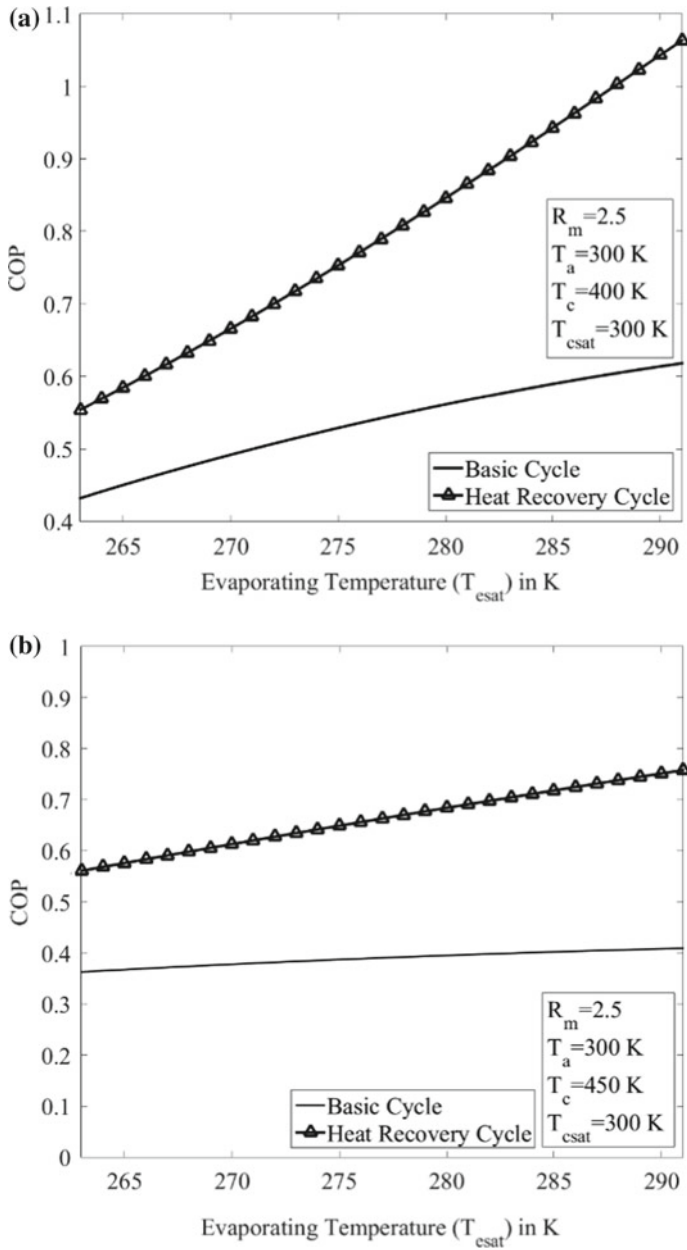 (a)
1.1
1
0.9
0.8
0.7
0.6
0.5
0.4
COP
R_m=2.5
T_a=300 K
T_c=400 K
T_csat=300 K
Basic Cycle
Heat Recovery Cycle
265 270 275 280 285 290
Evaporating Temperature (T_esat) in K
(b)
1
0.9
0.8
0.7
0.6
0.5
0.4
0.3
0.2
0.1
0
COP
R_m=2.5
T_a=300 K
T_c=450 K
T_csat=300 K
Basic Cycle
Heat Recovery Cycle
265 270 275 280 285 290
Evaporating Temperature (T_esat) in K